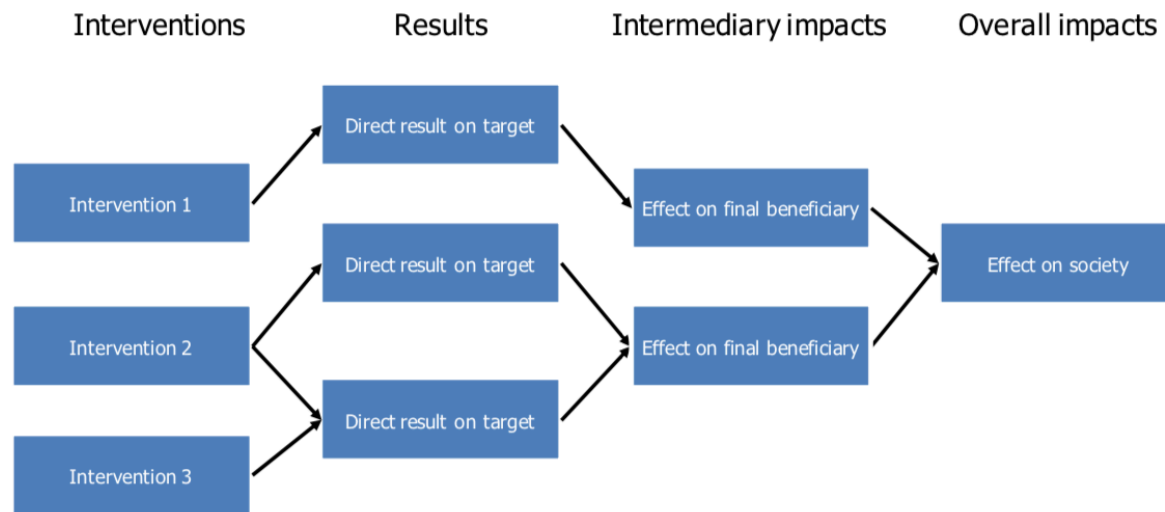 Interventions
Results
Intermediary impacts
Overall impacts
Direct result on target
Intervention 1
Effect on final beneficiary
Direct result on target
Effect on society
Intervention 2
Effect on final beneficiary
Direct result on target
Intervention 3